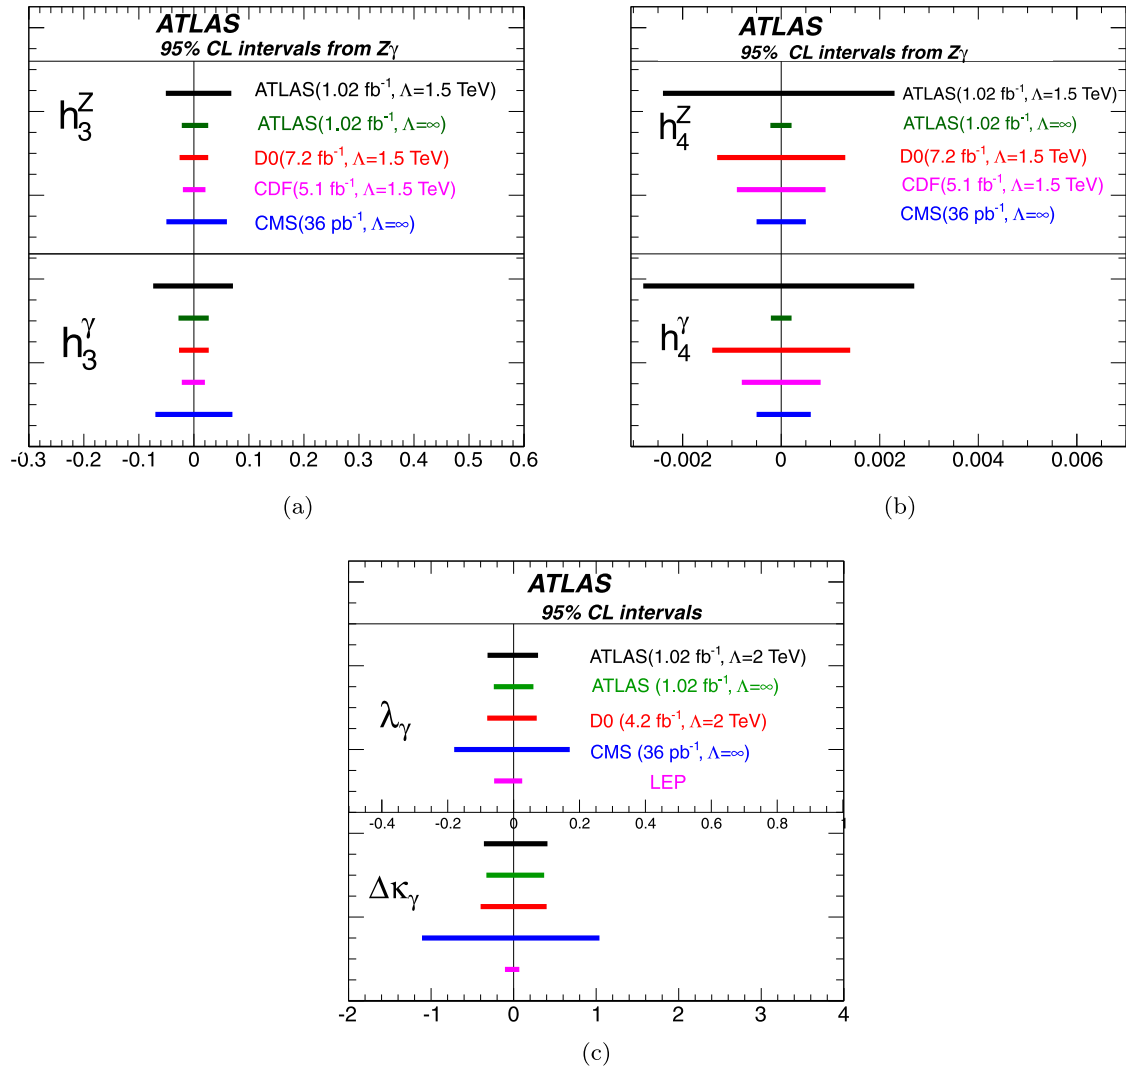 ATLAS
95% CL intervals from Zγ
h₃ᶻ
ATLAS(1.02 fb⁻¹, Λ=1.5 TeV)
ATLAS(1.02 fb⁻¹, Λ=∞)
D0(7.2 fb⁻¹, Λ=1.5 TeV)
CDF(5.1 fb⁻¹, Λ=1.5 TeV)
CMS(36 pb⁻¹, Λ=∞)
h₃ᵞ
-0.3 -0.2 -0.1 0 0.1 0.2 0.3 0.4 0.5 0.6
(a)
ATLAS
95% CL intervals from Zγ
h₄ᶻ
ATLAS(1.02 fb⁻¹, Λ=1.5 TeV)
ATLAS(1.02 fb⁻¹, Λ=∞)
D0(7.2 fb⁻¹, Λ=1.5 TeV)
CDF(5.1 fb⁻¹, Λ=1.5 TeV)
CMS(36 pb⁻¹, Λ=∞)
h₄ᵞ
-0.002 0 0.002 0.004 0.006
(b)
ATLAS
95% CL intervals
ATLAS(1.02 fb⁻¹, Λ=2 TeV)
ATLAS (1.02 fb⁻¹, Λ=∞)
λᵧ
D0 (4.2 fb⁻¹, Λ=2 TeV)
CMS (36 pb⁻¹, Λ=∞)
LEP
-0.4 -0.2 0 0.2 0.4 0.6 0.8 1
Δκᵧ
-2 -1 0 1 2 3 4
(c)